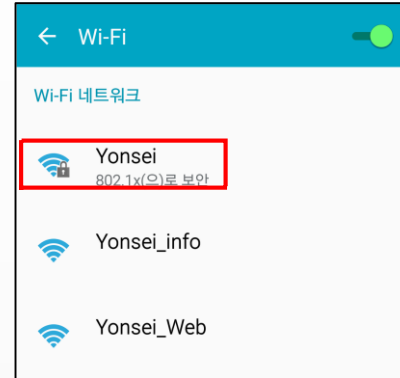 Wi-Fi
Wi-Fi 네트워크
Yonsei
802.1x(으)로 보안
Yonsei_info
Yonsei_Web